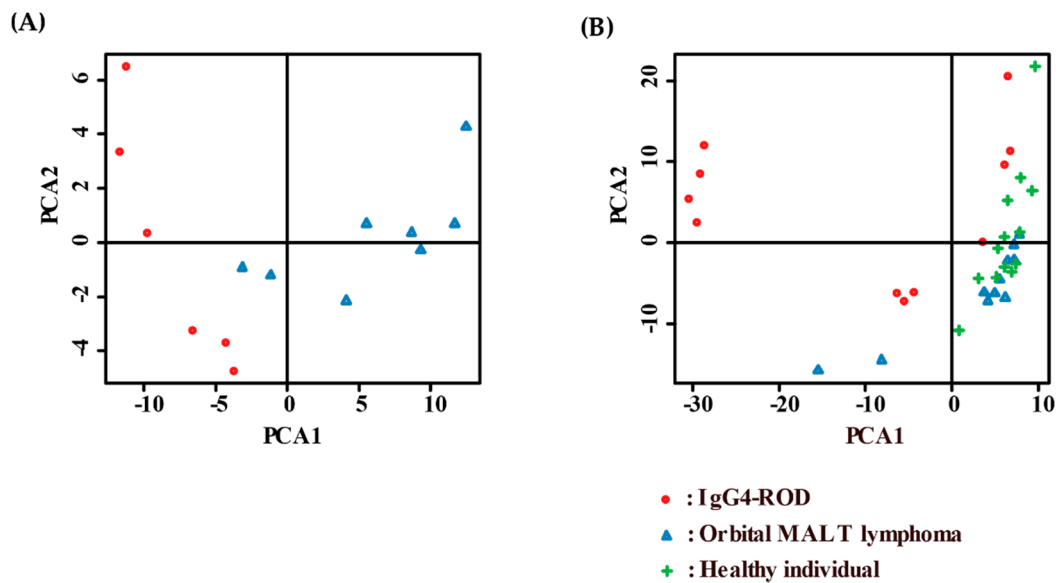 (A)
(B)
PCA2
6
4
2
0
-2
-4
-10
-5
0
5
10
PCA1
PCA2
20
10
0
-10
-30
-20
-10
0
10
PCA1
: IgG4-ROD
: Orbital MALT lymphoma
: Healthy individual